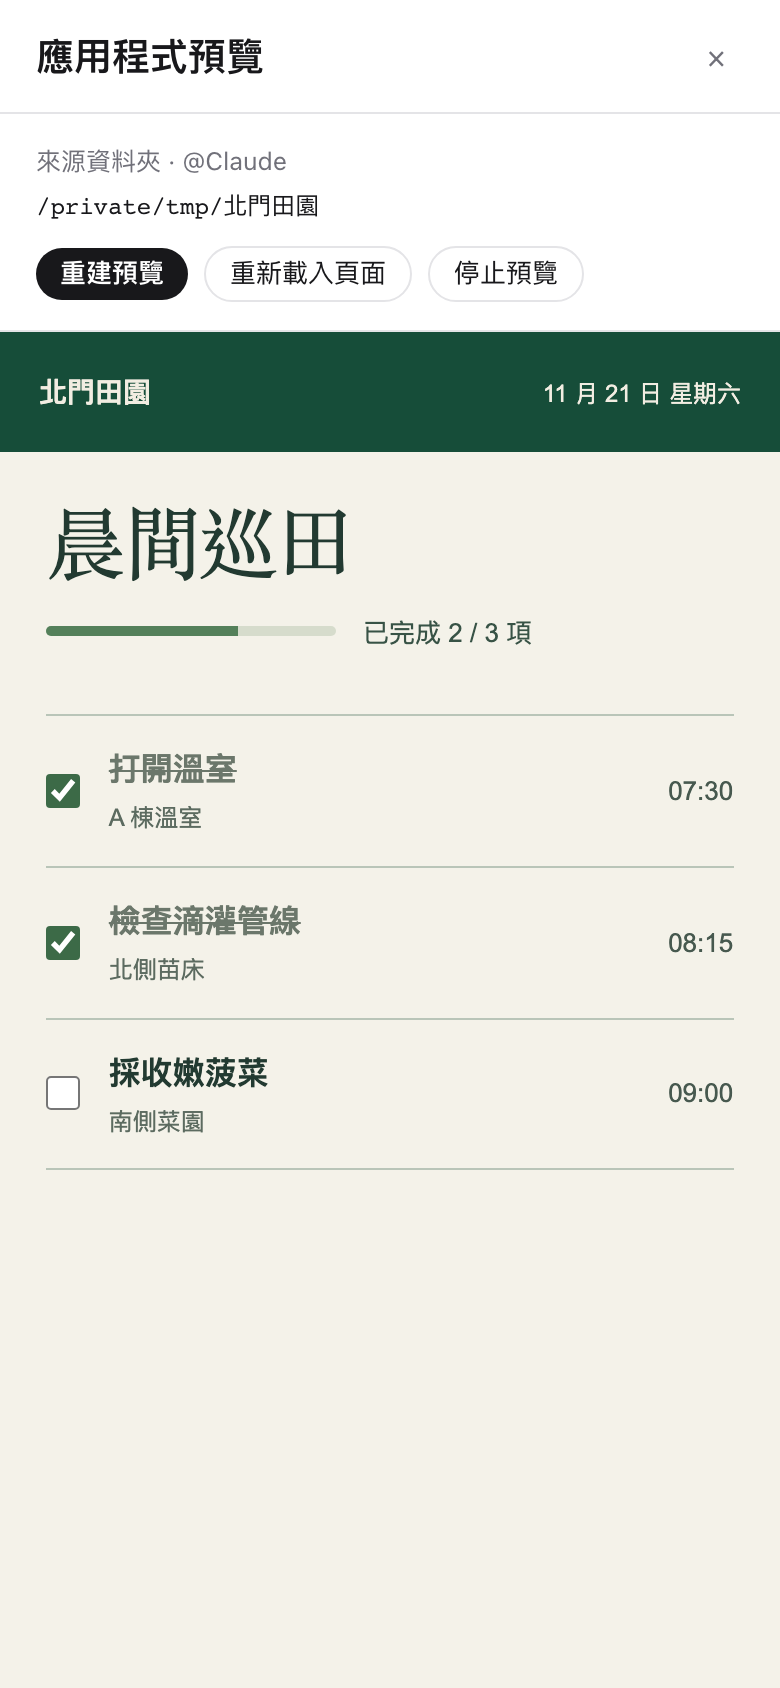 應用程式預覽
×
來源資料夾 · @Claude
/private/tmp/北門田園
重建預覽 重新載入頁面 停止預覽
北門田園 11 月 21 日 星期六
晨間巡田
已完成 2 / 3 項
打開溫室
A 棟溫室
07:30
檢查滴灌管線
北側苗床
08:15
採收嫩菠菜
南側菜園
09:00